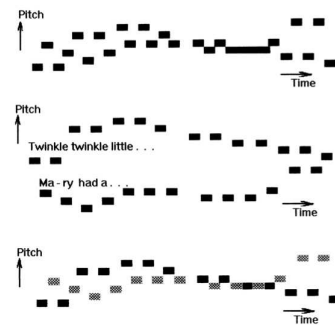 Pitch
Time
Pitch
Twinkle twinkle little . . .
Ma-ry had a . . .
Time
Pitch
Time